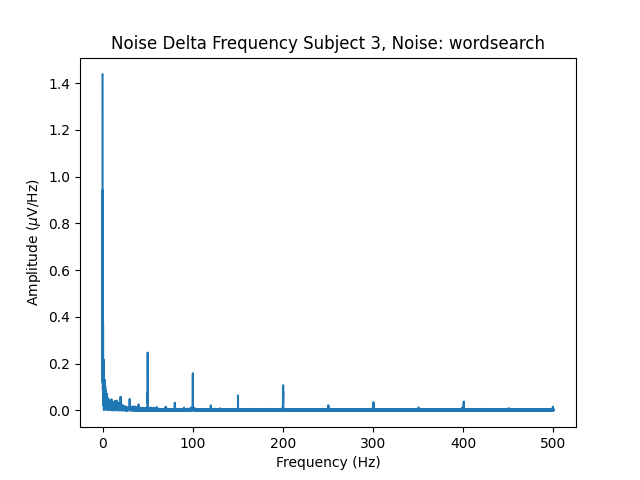 Noise Delta Frequency Subject 3, Noise: wordsearch
1.4
1.2
1.0
0.8
0.6
0.4
0.2
0.0
Amplitude (μV/Hz)
0 100 200 300 400 500
Frequency (Hz)